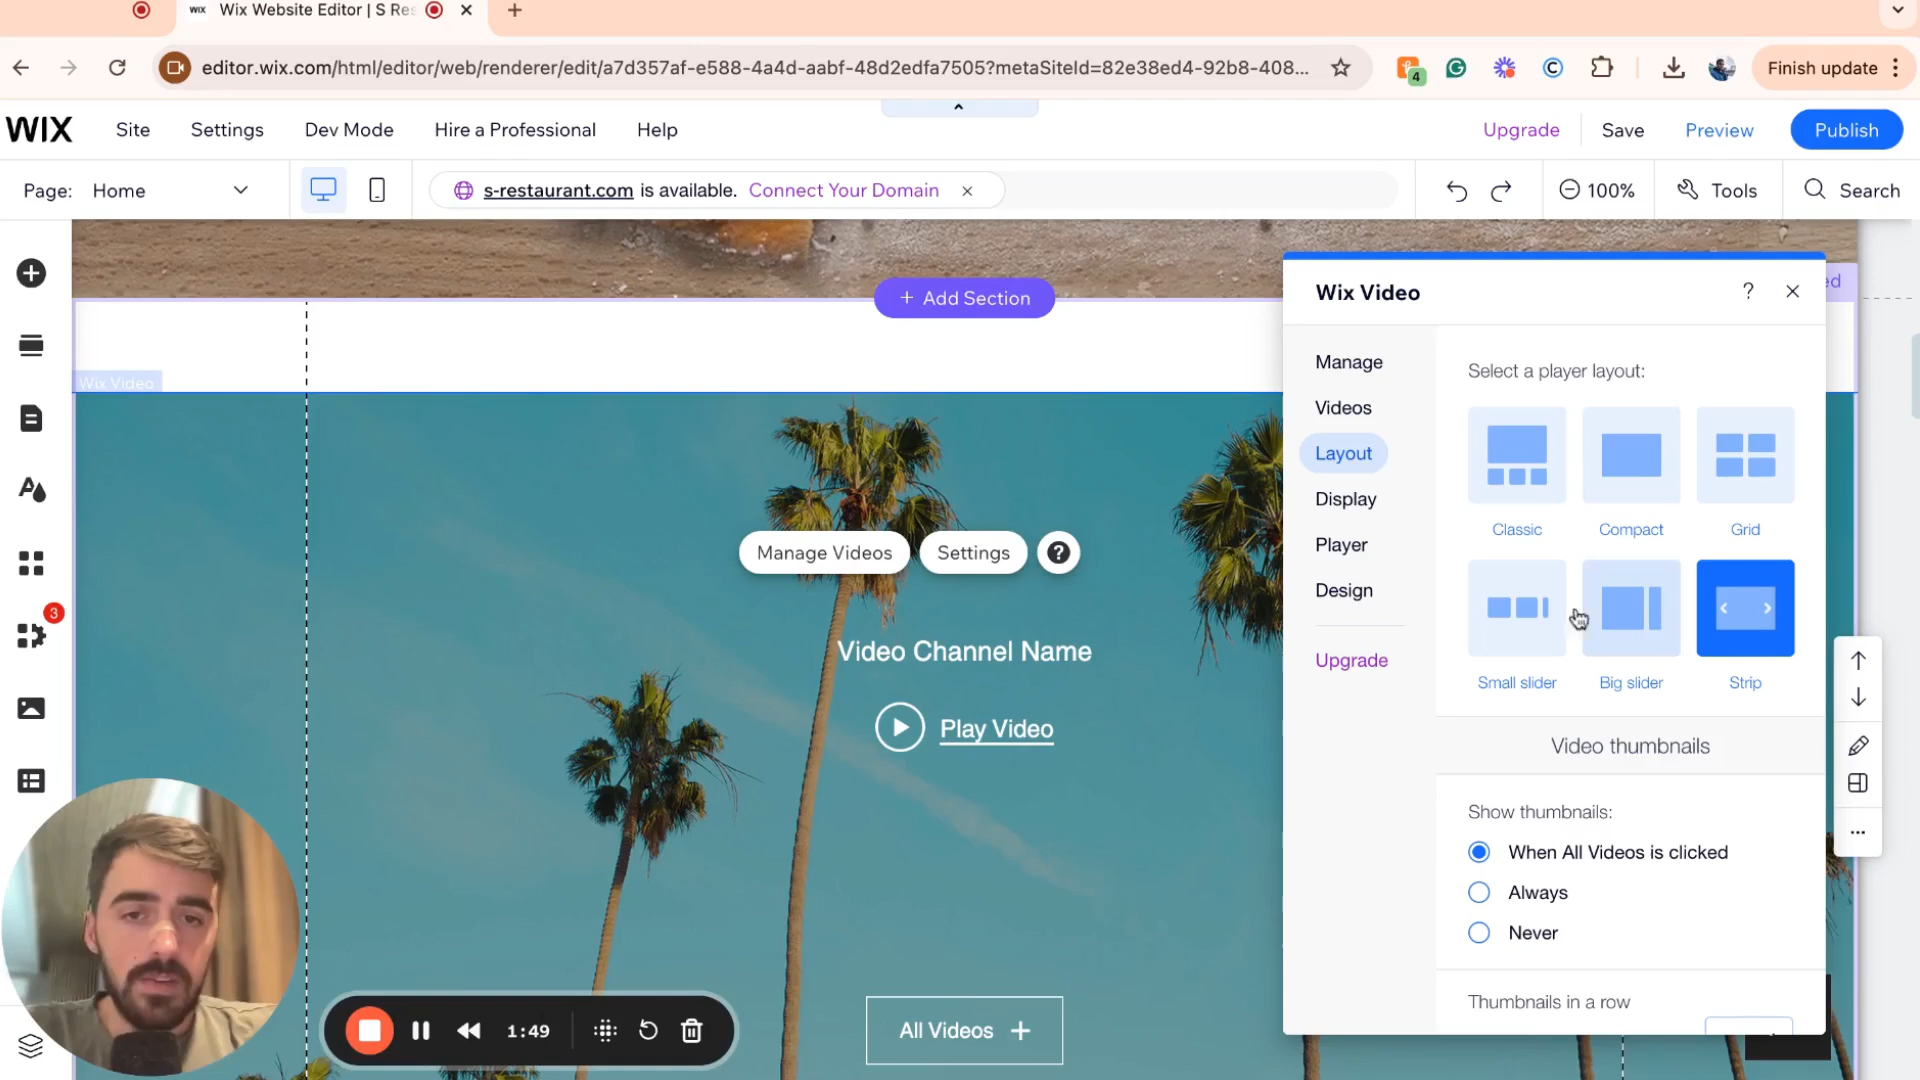 WIX Wix Website Editor | S Res
editor.wix.com/html/editor/web/renderer/edit/a7d357af-e588-4a4d-aabf-48d2edfa7505?metaSiteId=82e38ed4-92b8-408...
4
Finish update
WIX
Site
Settings
Dev Mode
Hire a Professional
Help
Upgrade
Save
Preview
Publish
Page: Home
s-restaurant.com is available. Connect Your Domain
100%
Tools
Search
+ Add Section
ed
Wix Video
?
Wix Video
Manage
Videos
Layout
Display
Player
Design
Upgrade
Select a player layout:
Classic
Compact
Grid
Small slider
Big slider
Strip
Video thumbnails
Show thumbnails:
When All Videos is clicked
Always
Never
Thumbnails in a row
Manage Videos
Settings
?
Video Channel Name
Play Video
All Videos +
3
1:49